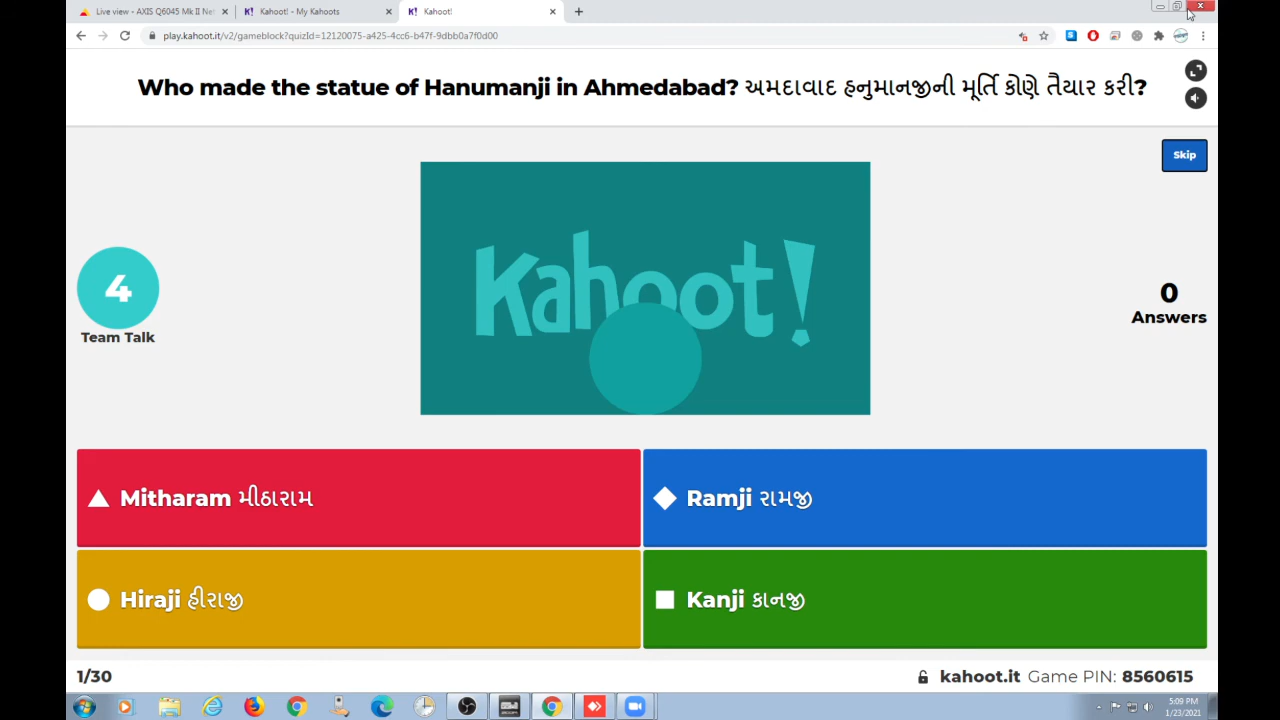 Live view - AXIS Q6045 Mk II Net
Kahoot! - My Kahoots
Kahoot!
play.kahoot.it/v2/gameblock?quizId=12120075-a425-4cc6-b47f-9dbb0a7f0d00
Who made the statue of Hanumanji in Ahmedabad? અમદાવાદ હનુમાનજીની મૂર્તિ કોણે તૈયાર કરી?
Skip
Kahoot!
4
Team Talk
0
Answers
Mitharam મીઠારામ
Ramji રામજી
Hiraji હીરાજી
Kanji કાનજી
1/30
kahoot.it Game PIN: 8560615
5:09 PM
1/23/2021